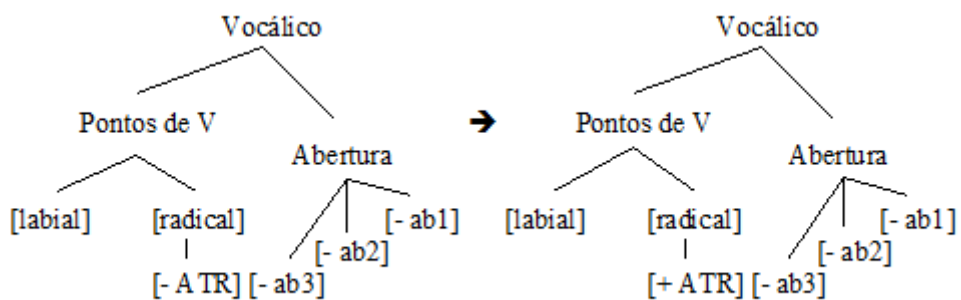 Vocálico Vocálico
Pontos de V ➔ Pontos de V
Abertura Abertura
[labial] [radical] [- ab1] [labial] [radical] [- ab1]
[- ab2] [- ab2]
[- ATR] [- ab3] [+ ATR] [- ab3]